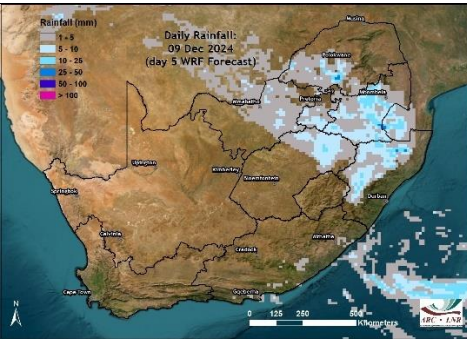 Rainfall (mm)
1 - 5
5 - 10
10 - 25
25 - 50
50 - 100
> 100
Daily Rainfall:
09 Dec 2024
(day 5 WRF Forecast)
Musina
Polokwane
Mbombela
Pretoria
Mmabatho
Upington
Kimberley
Bloemfontein
Springbok
Durban
Calvinia
Umtata
Cradock
Cape Town
Gqeberha
N
0 125 250 500
Kilometers
ARC • LNR